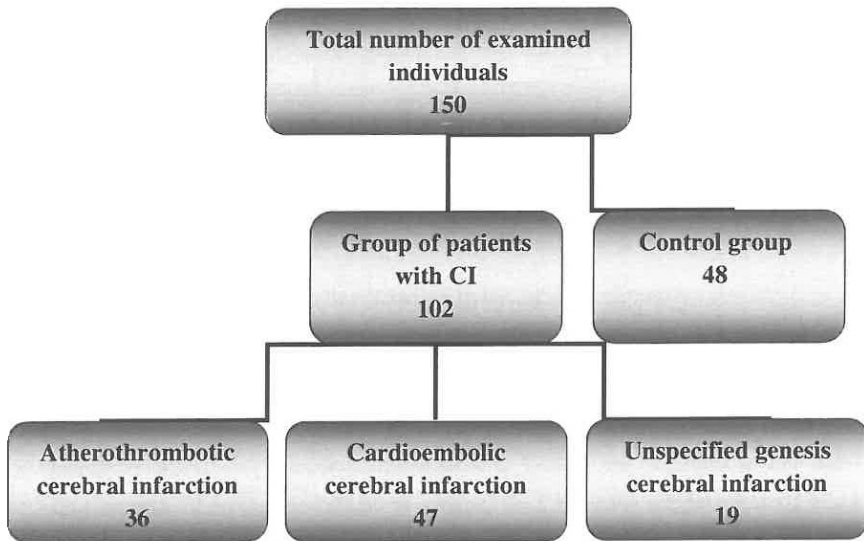 Total number of examined
individuals
150
Group of patients
with CI
102
Control group
48
Atherothrombotic
cerebral infarction
36
Cardioembolic
cerebral infarction
47
Unspecified genesis
cerebral infarction
19